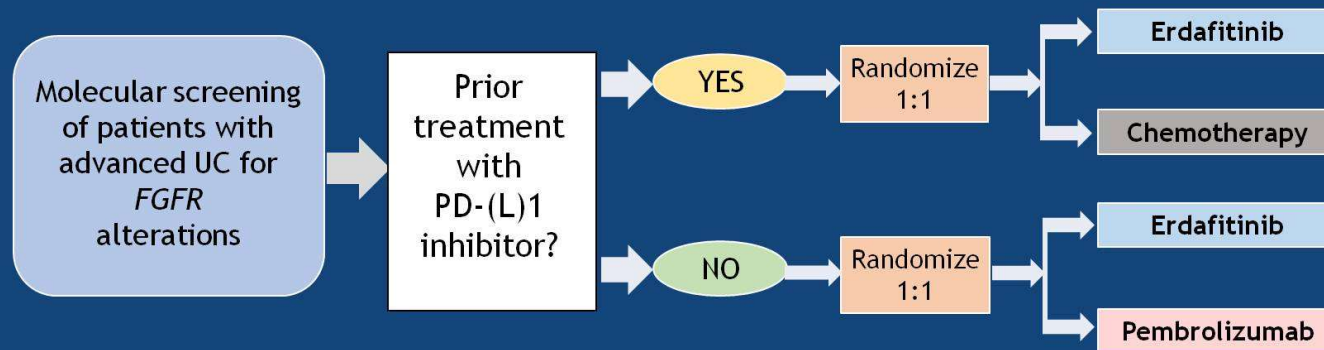 Molecular screening
of patients with
advanced UC for
FGFR
alterations
Prior
treatment
with
PD-(L)1
inhibitor?
YES
Randomize
1:1
Erdafitinib
Chemotherapy
NO
Randomize
1:1
Erdafitinib
Pembrolizumab